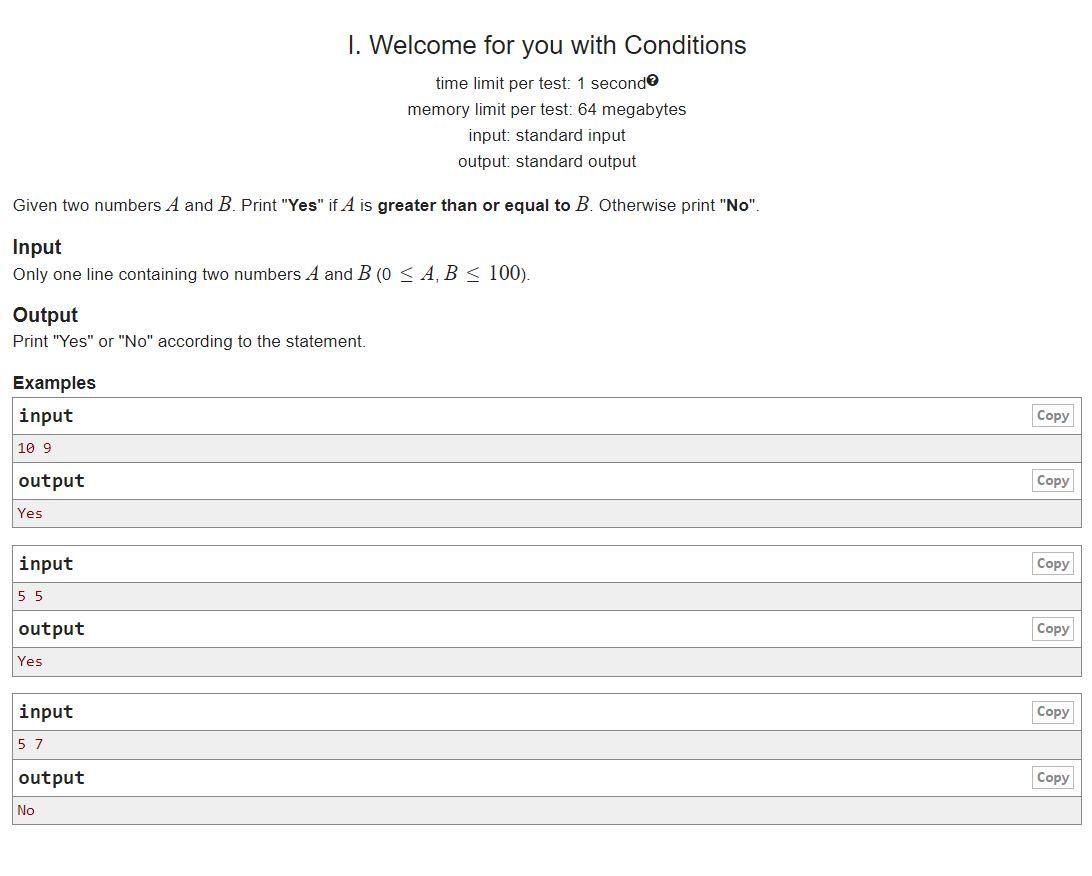 I. Welcome for you with Conditions
time limit per test: 1 second
memory limit per test: 64 megabytes
input: standard input
output: standard output
Given two numbers A and B. Print "Yes" if A is greater than or equal to B. Otherwise print "No".
Input
Only one line containing two numbers A and B (0 ≤ A, B ≤ 100).
Output
Print "Yes" or "No" according to the statement.
Examples
input Copy
10 9
output Copy
Yes
input Copy
5 5
output Copy
Yes
input Copy
5 7
output Copy
No